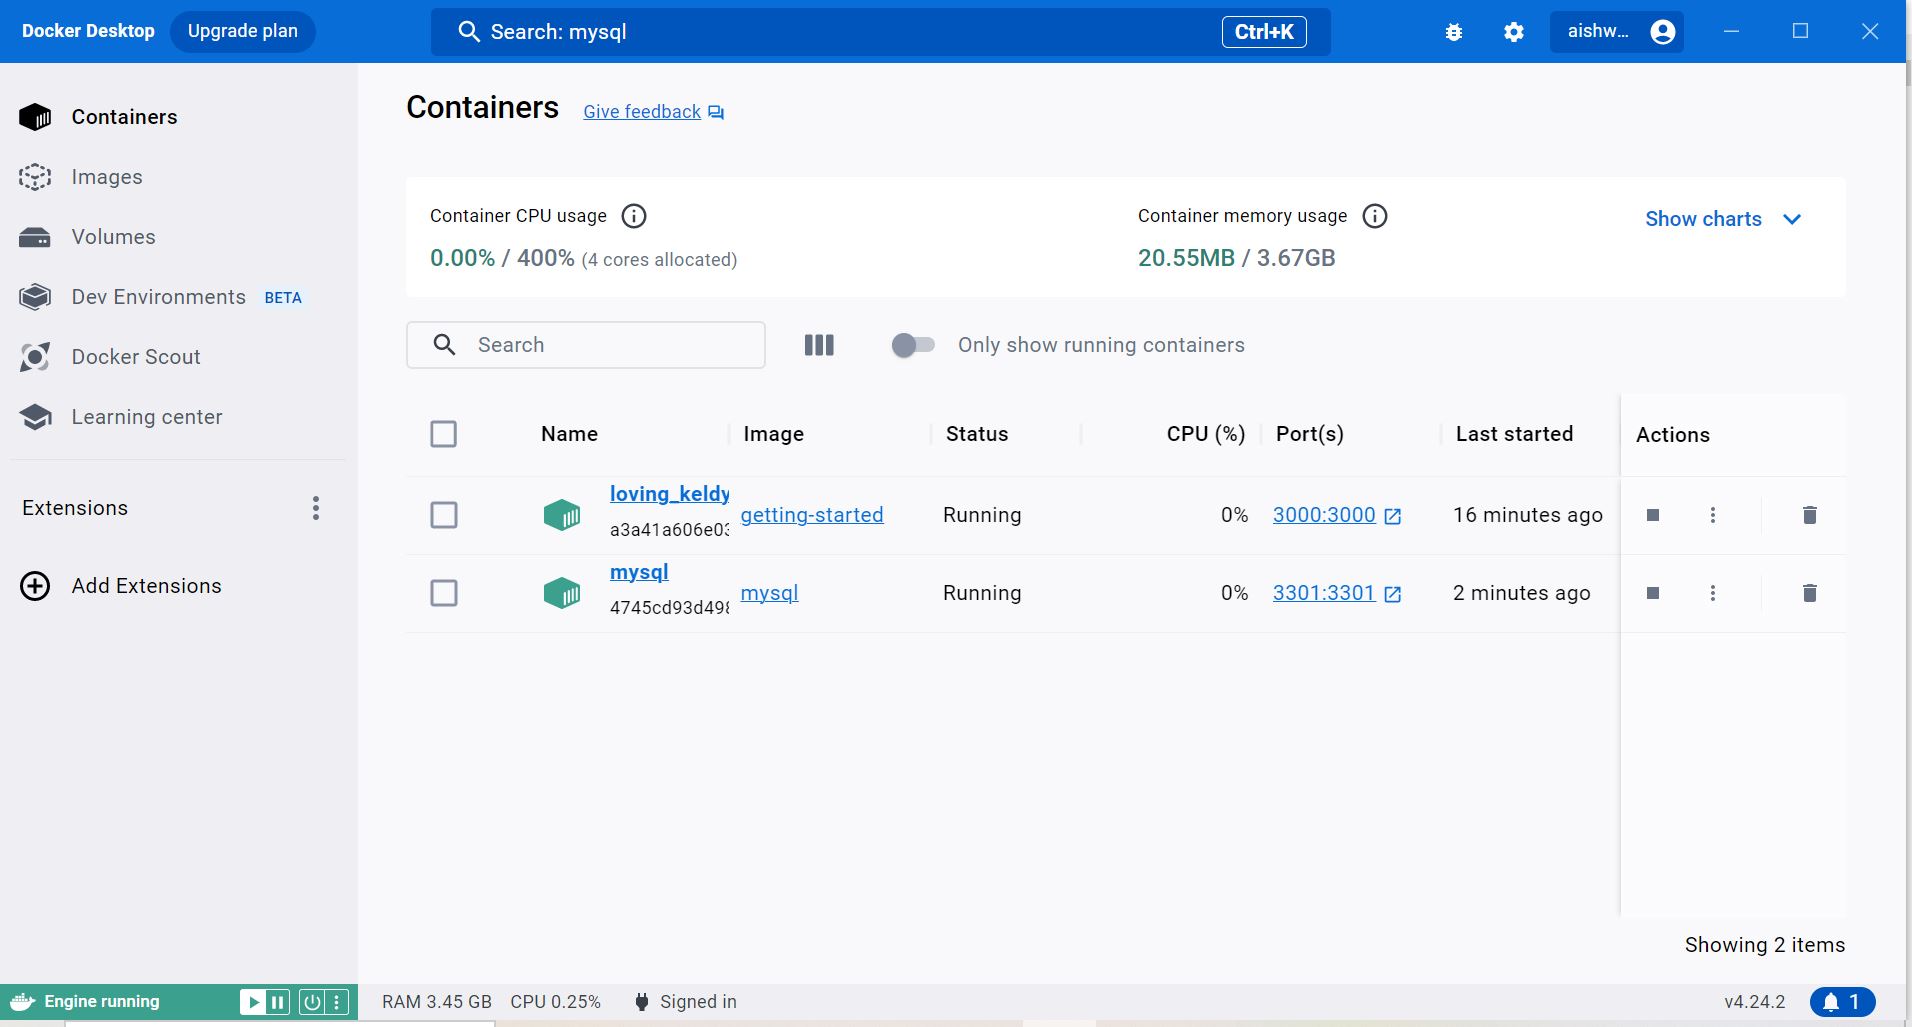 Docker Desktop Upgrade plan Search: mysql Ctrl+K aishw...
Containers
Images
Volumes
Dev Environments BETA
Docker Scout
Learning center
Extensions
Add Extensions
Containers Give feedback
Container CPU usage Container memory usage Show charts
0.00% / 400% (4 cores allocated) 20.55MB / 3.67GB
Search Only show running containers
Name Image Status CPU (%) Port(s) Last started Actions
loving_keldy
a3a41a606e03 getting-started Running 0% 3000:3000 16 minutes ago
mysql
4745cd93d498 mysql Running 0% 3301:3301 2 minutes ago
Showing 2 items
Engine running RAM 3.45 GB CPU 0.25% Signed in v4.24.2 1